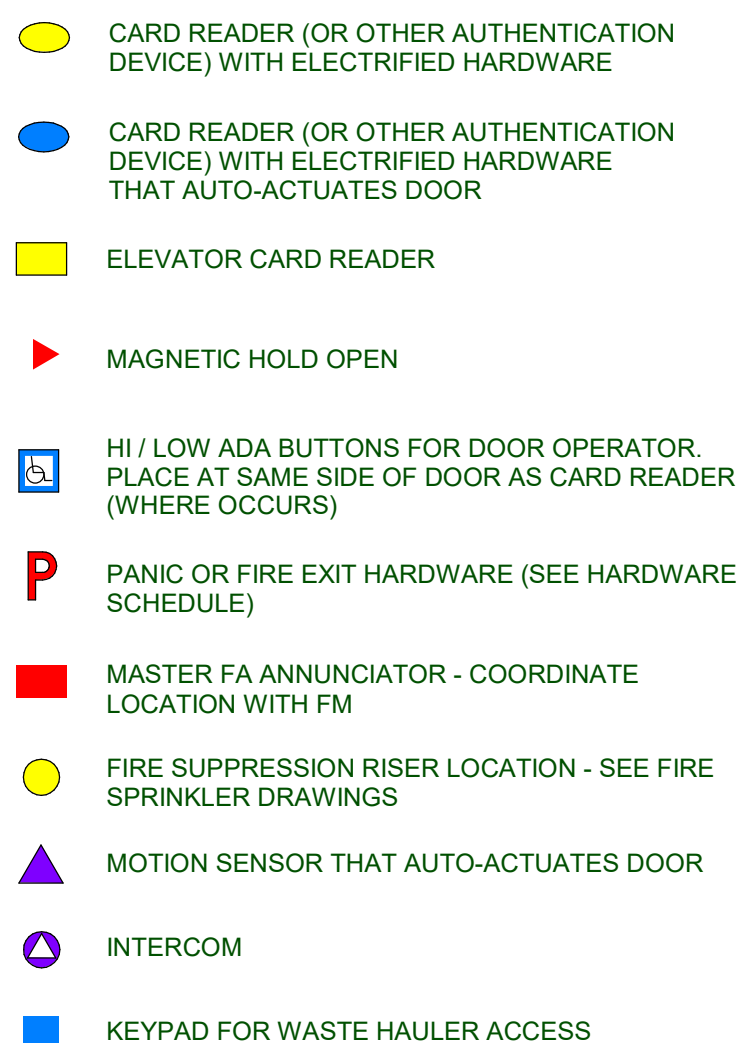 CARD READER (OR OTHER AUTHENTICATION
DEVICE) WITH ELECTRIFIED HARDWARE
CARD READER (OR OTHER AUTHENTICATION
DEVICE) WITH ELECTRIFIED HARDWARE
THAT AUTO-ACTUATES DOOR
ELEVATOR CARD READER
MAGNETIC HOLD OPEN
HI / LOW ADA BUTTONS FOR DOOR OPERATOR.
PLACE AT SAME SIDE OF DOOR AS CARD READER
(WHERE OCCURS)
P
PANIC OR FIRE EXIT HARDWARE (SEE HARDWARE
SCHEDULE)
MASTER FA ANNUNCIATOR - COORDINATE
LOCATION WITH FM
FIRE SUPPRESSION RISER LOCATION - SEE FIRE
SPRINKLER DRAWINGS
MOTION SENSOR THAT AUTO-ACTUATES DOOR
INTERCOM
KEYPAD FOR WASTE HAULER ACCESS